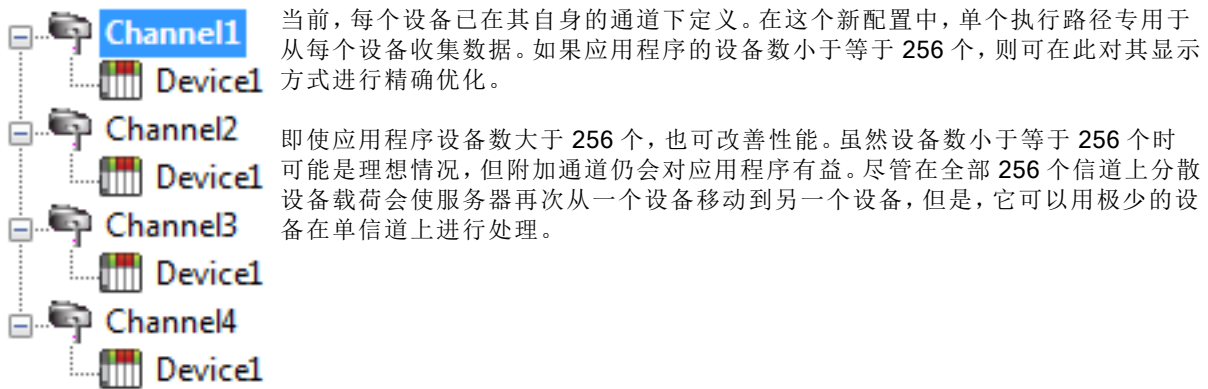 Channel1
Device1
Channel2
Device1
Channel3
Device1
Channel4
Device1
当前，每个设备已在其自身的通道下定义。在这个新配置中，单个执行路径专用于
从每个设备收集数据。如果应用程序的设备数小于等于 256 个，则可在此对其显示
方式进行精确优化。
即使应用程序设备数大于 256 个，也可改善性能。虽然设备数小于等于 256 个时
可能是理想情况，但附加通道仍会对应用程序有益。尽管在全部 256 个信道上分散
设备载荷会使服务器再次从一个设备移动到另一个设备，但是，它可以用极少的设
备在单信道上进行处理。